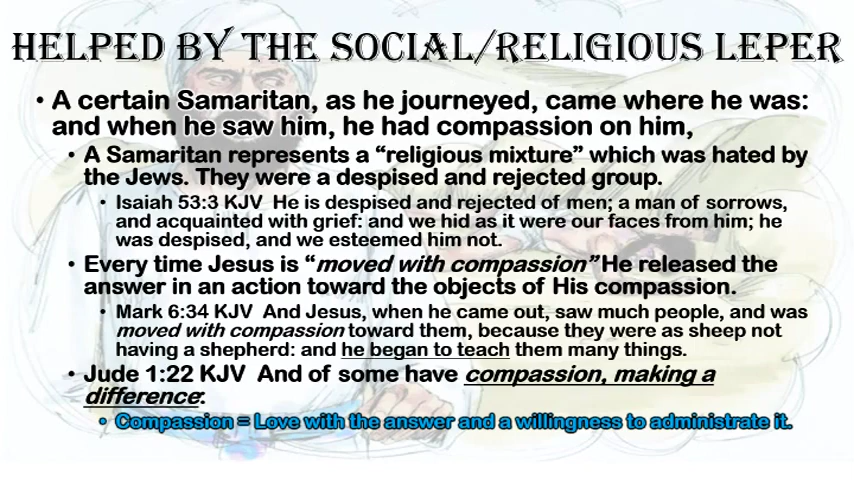 HELPED BY THE SOCIAL/RELIGIOUS LEPER
• A certain Samaritan, as he journeyed, came where he was:
and when he saw him, he had compassion on him,
• A Samaritan represents a “religious mixture” which was hated by
the Jews. They were a despised and rejected group.
• Isaiah 53:3 KJV He is despised and rejected of men; a man of sorrows,
and acquainted with grief: and we hid as it were our faces from him; he
was despised, and we esteemed him not.
• Every time Jesus is “moved with compassion” He released the
answer in an action toward the objects of His compassion.
• Mark 6:34 KJV And Jesus, when he came out, saw much people, and was
moved with compassion toward them, because they were as sheep not
having a shepherd: and he began to teach them many things.
• Jude 1:22 KJV And of some have compassion, making a
difference:
• Compassion = Love with the answer and a willingness to administrate it.